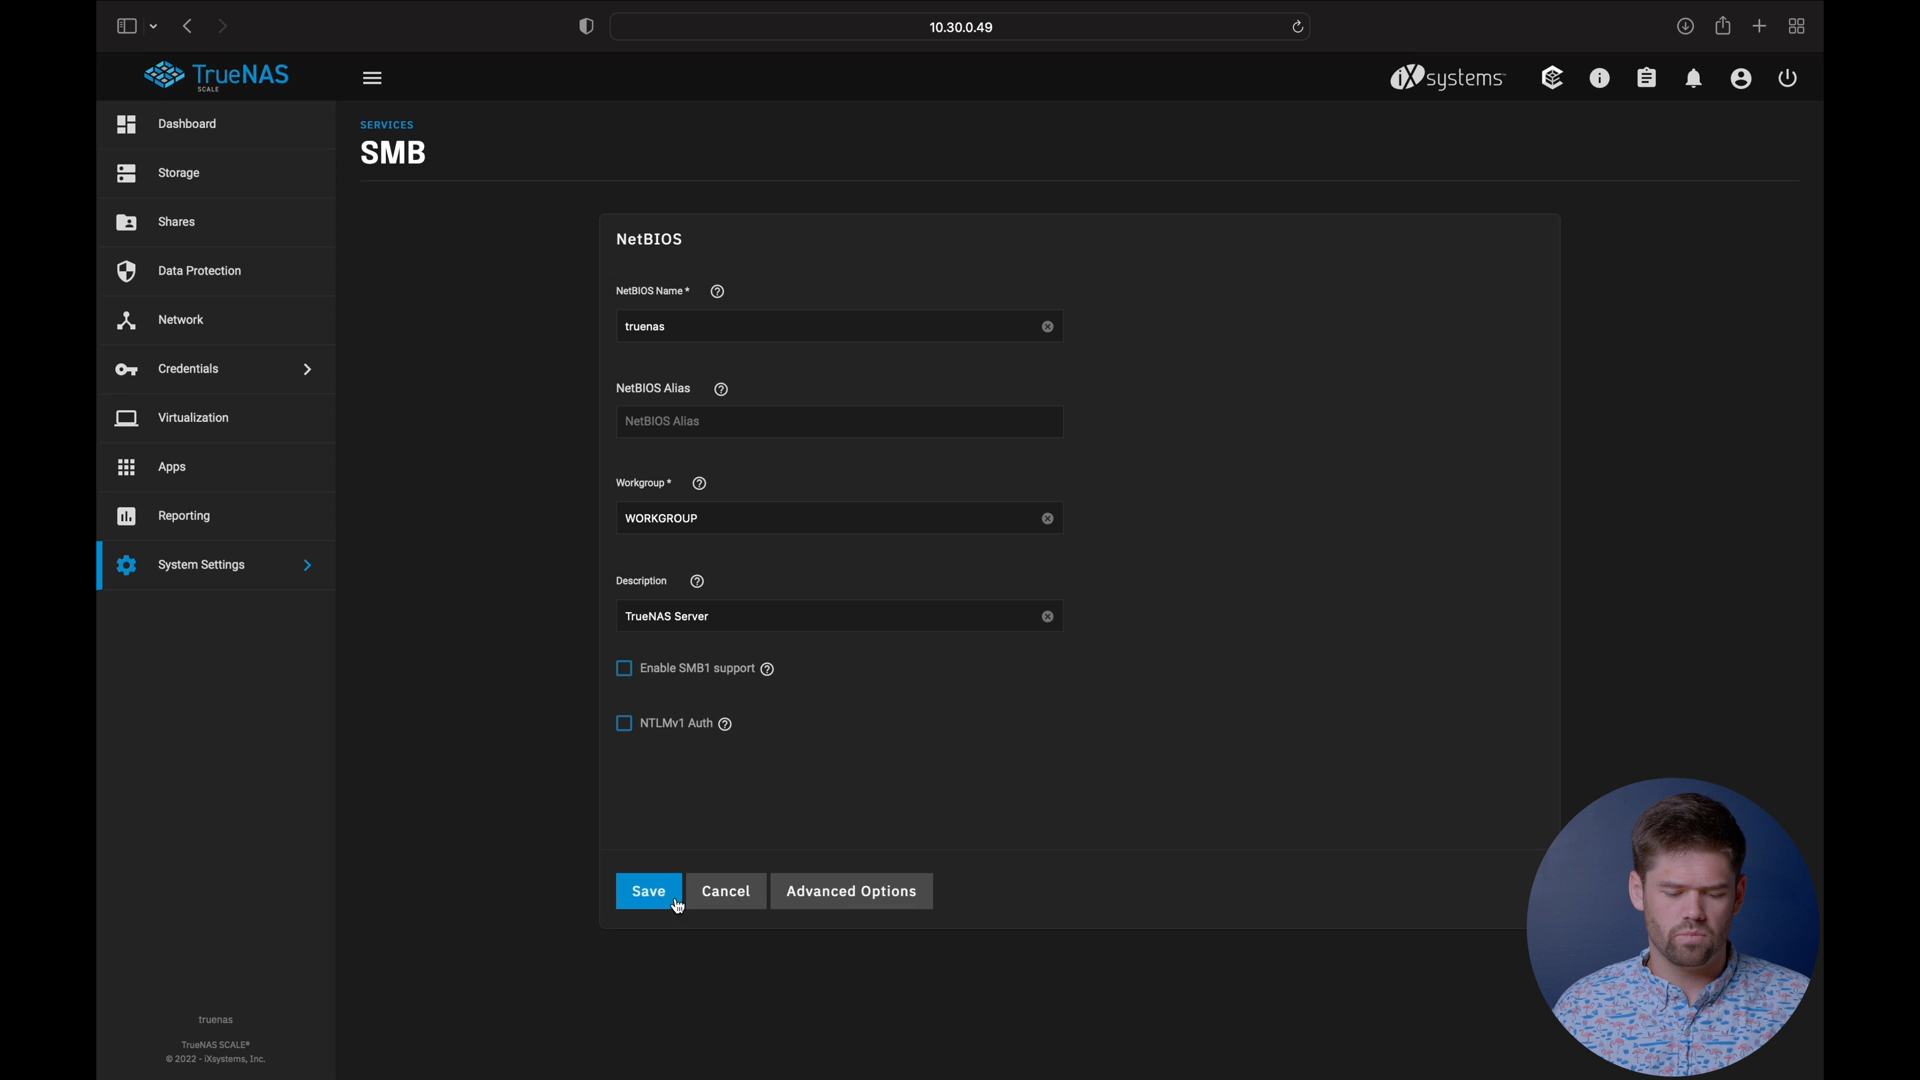 10.30.0.49
TrueNAS
SCALE
iXsystems
Dashboard
Storage
Shares
Data Protection
Network
Credentials
Virtualization
Apps
Reporting
System Settings
truenas
TrueNAS SCALE®
© 2022 - iXsystems, Inc.
SERVICES
SMB
NetBIOS
NetBIOS Name *
truenas
NetBIOS Alias
NetBIOS Alias
Workgroup *
WORKGROUP
Description
TrueNAS Server
Enable SMB1 support
NTLMv1 Auth
Save Cancel Advanced Options